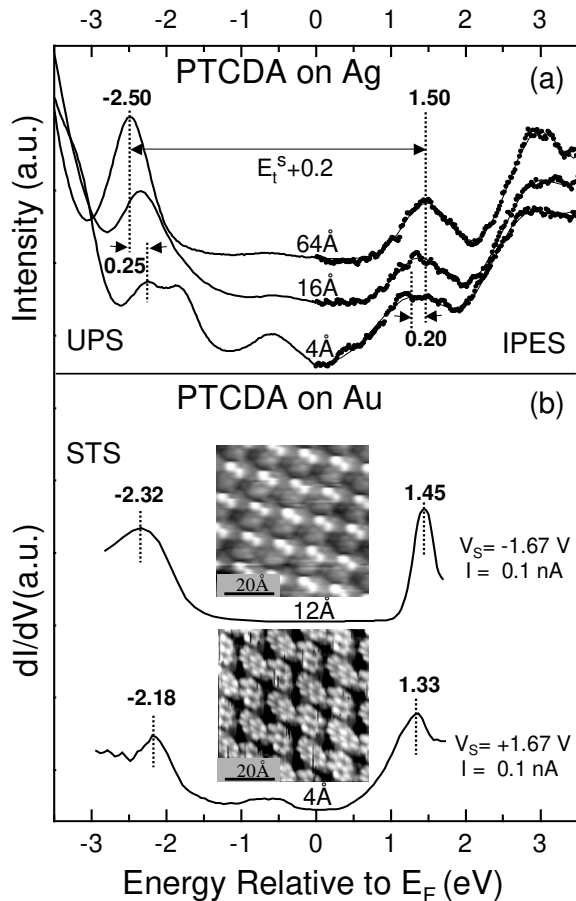 -3 -2 -1 0 1 2 3
PTCDA on Ag (a)
-2.50 1.50
E_t^s+0.2
64Å
0.25
16Å
4Å
0.20
UPS IPES
Intensity (a.u.)
PTCDA on Au (b)
STS
-2.32 1.45
V_S= -1.67 V
I = 0.1 nA
20Å
12Å
-2.18 1.33
V_S= +1.67 V
I = 0.1 nA
20Å
4Å
dI/dV(a.u.)
-3 -2 -1 0 1 2 3
Energy Relative to E_F (eV)